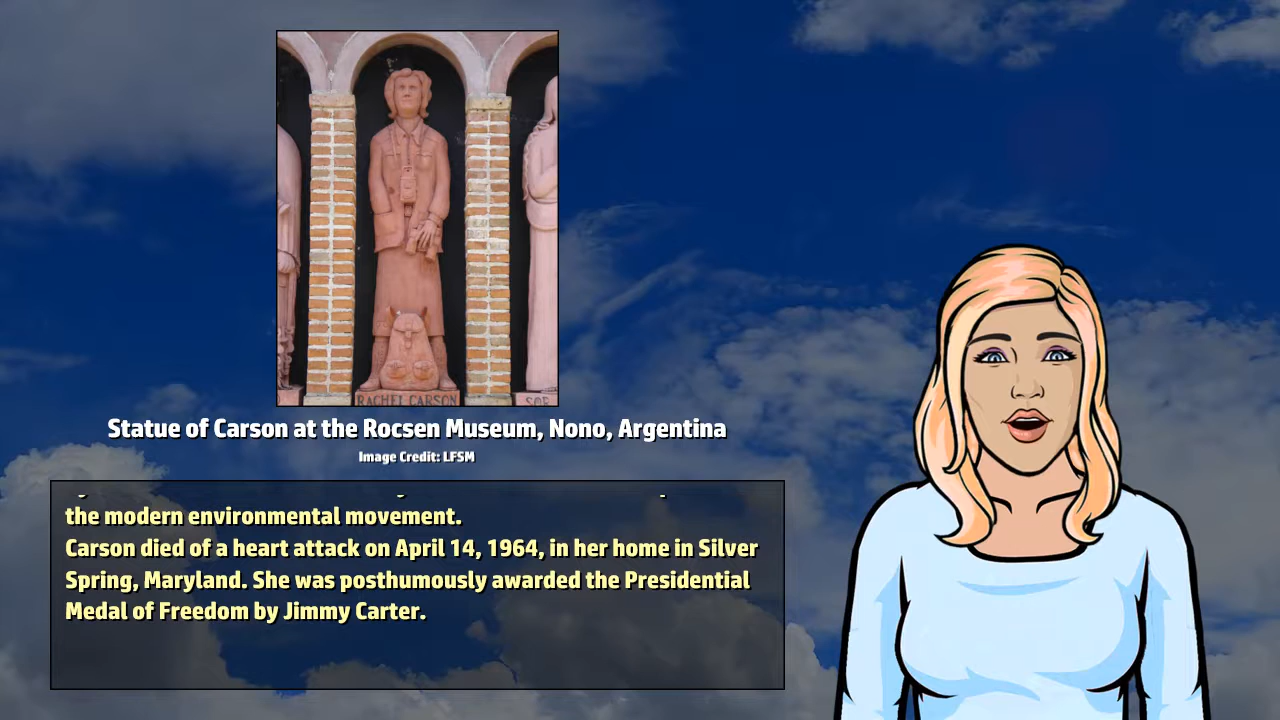 RACHEL CARSON
SOR
Statue of Carson at the Rocsen Museum, Nono, Argentina
Image Credit: LFSM
the modern environmental movement.
Carson died of a heart attack on April 14, 1964, in her home in Silver
Spring, Maryland. She was posthumously awarded the Presidential
Medal of Freedom by Jimmy Carter.